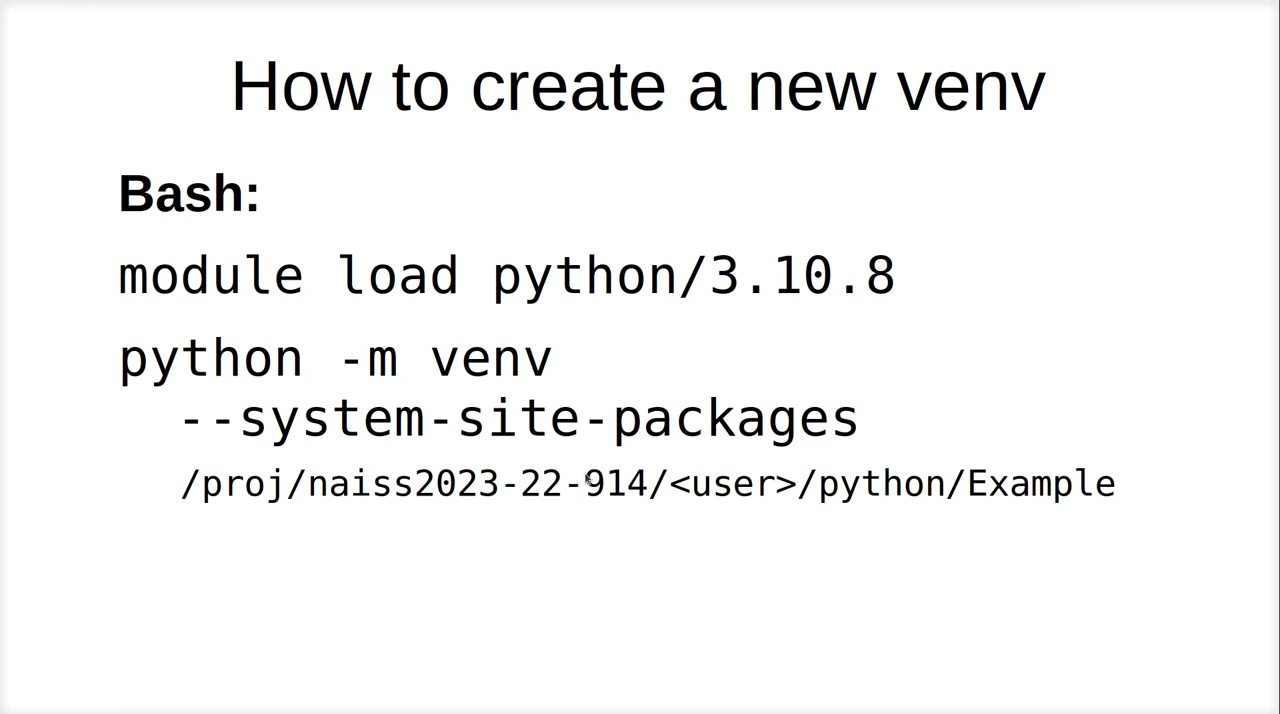 How to create a new venv
Bash:
module load python/3.10.8
python -m venv
--system-site-packages
/proj/naiss2023-22-914/<user>/python/Example